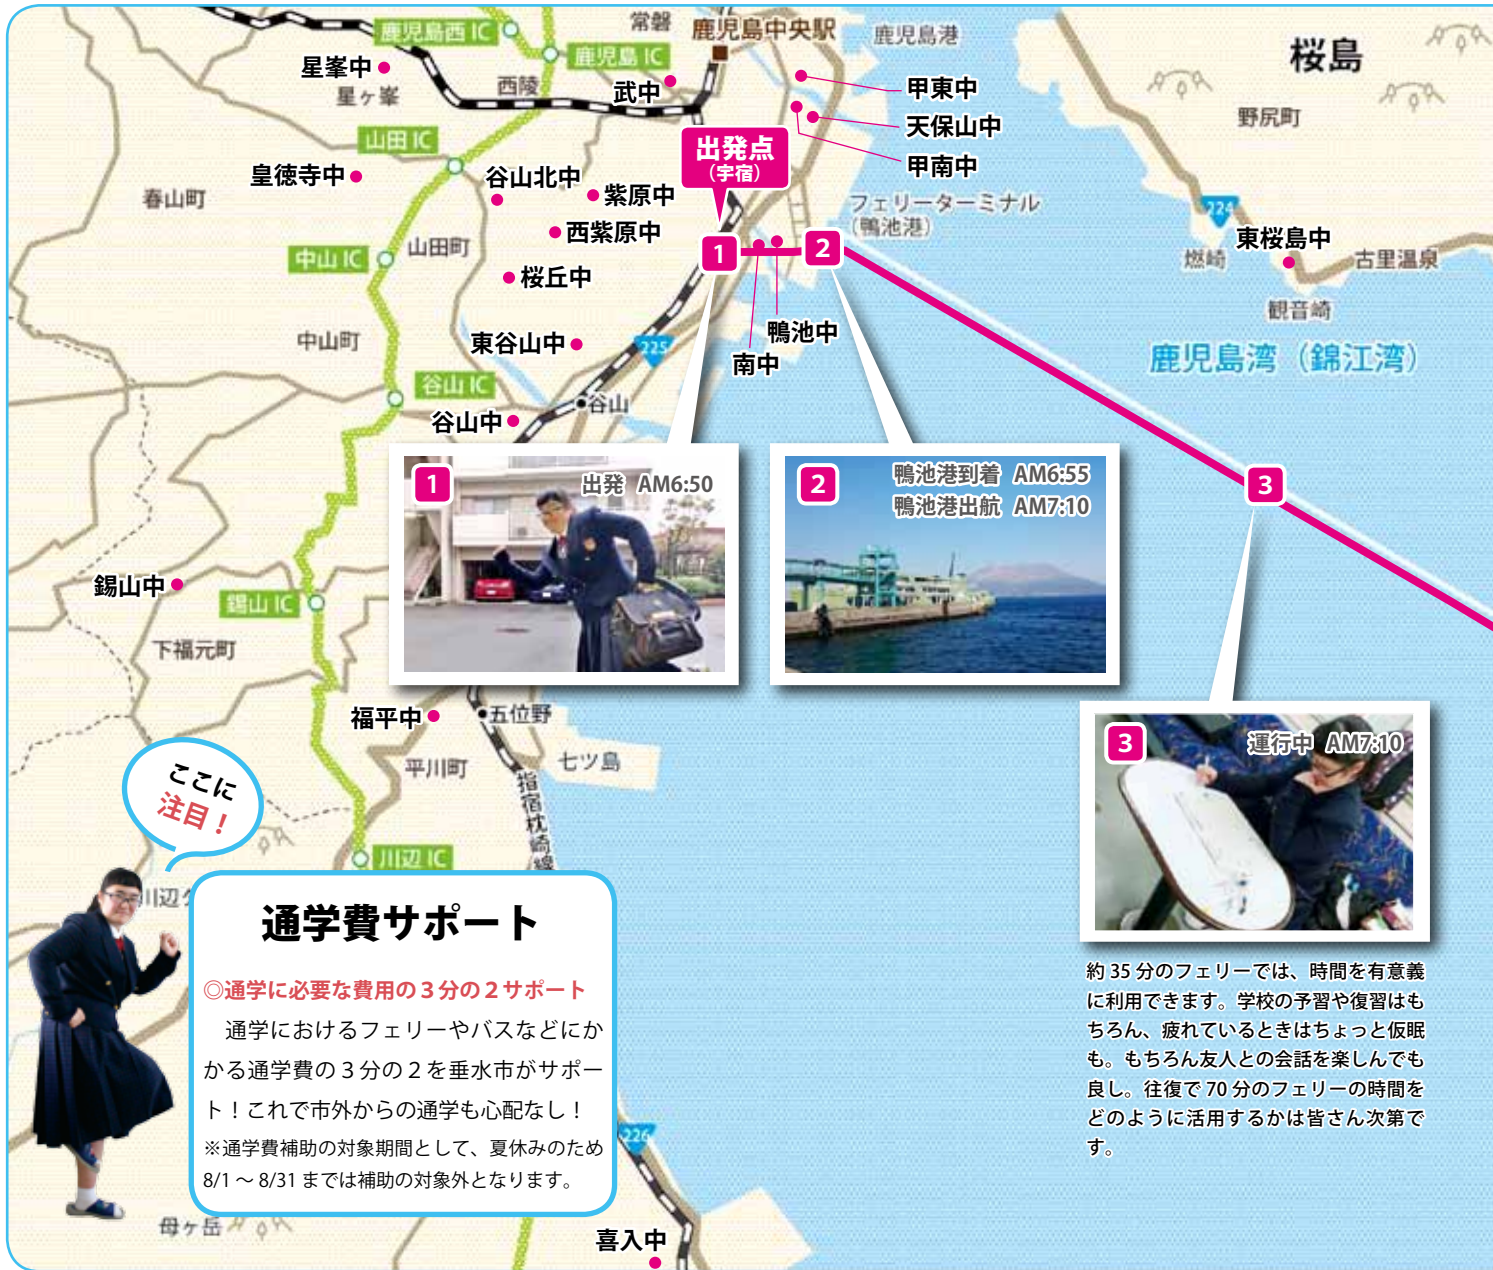 鹿児島西 IC
常磐
鹿児島中央駅
鹿児島港
桜島
鹿児島 IC
星峯中
星ヶ峯
西陵
武中
甲東中
天保山中
甲南中
野尻町
山田 IC
出発点
(宇宿)
皇徳寺中
谷山北中
紫原中
春山町
フェリーターミナル
(鴨池港)
224
西紫原中
山田町
中山 IC
1
2
東桜島中
燃崎
古里温泉
桜丘中
観音崎
中山町
東谷山中
225
鴨池中
南中
鹿児島湾（錦江湾）
谷山 IC
谷山
谷山中
1
出発 AM6:50
2
鴨池港到着 AM6:55
鴨池港出航 AM7:10
3
錫山中
錫山 IC
下福元町
福平中
五位野
平川町
七ツ島
指宿枕崎線
3
運行中 AM7:10
ここに
注目！
川辺 IC
川辺
通学費サポート
◎通学に必要な費用の３分の２サポート
通学におけるフェリーやバスなどにか
かる通学費の３分の２を垂水市がサポー
ト！これで市外からの通学も心配なし！
※通学費補助の対象期間として、夏休みのため
8/1 ～ 8/31 までは補助の対象外となります。
約 35 分のフェリーでは、時間を有意義
に利用できます。学校の予習や復習はも
ちろん、疲れているときはちょっと仮眠
も。もちろん友人との会話を楽しんでも
良し。往復で 70 分のフェリーの時間を
どのように活用するかは皆さん次第で
す。
226
母ヶ岳
喜入中